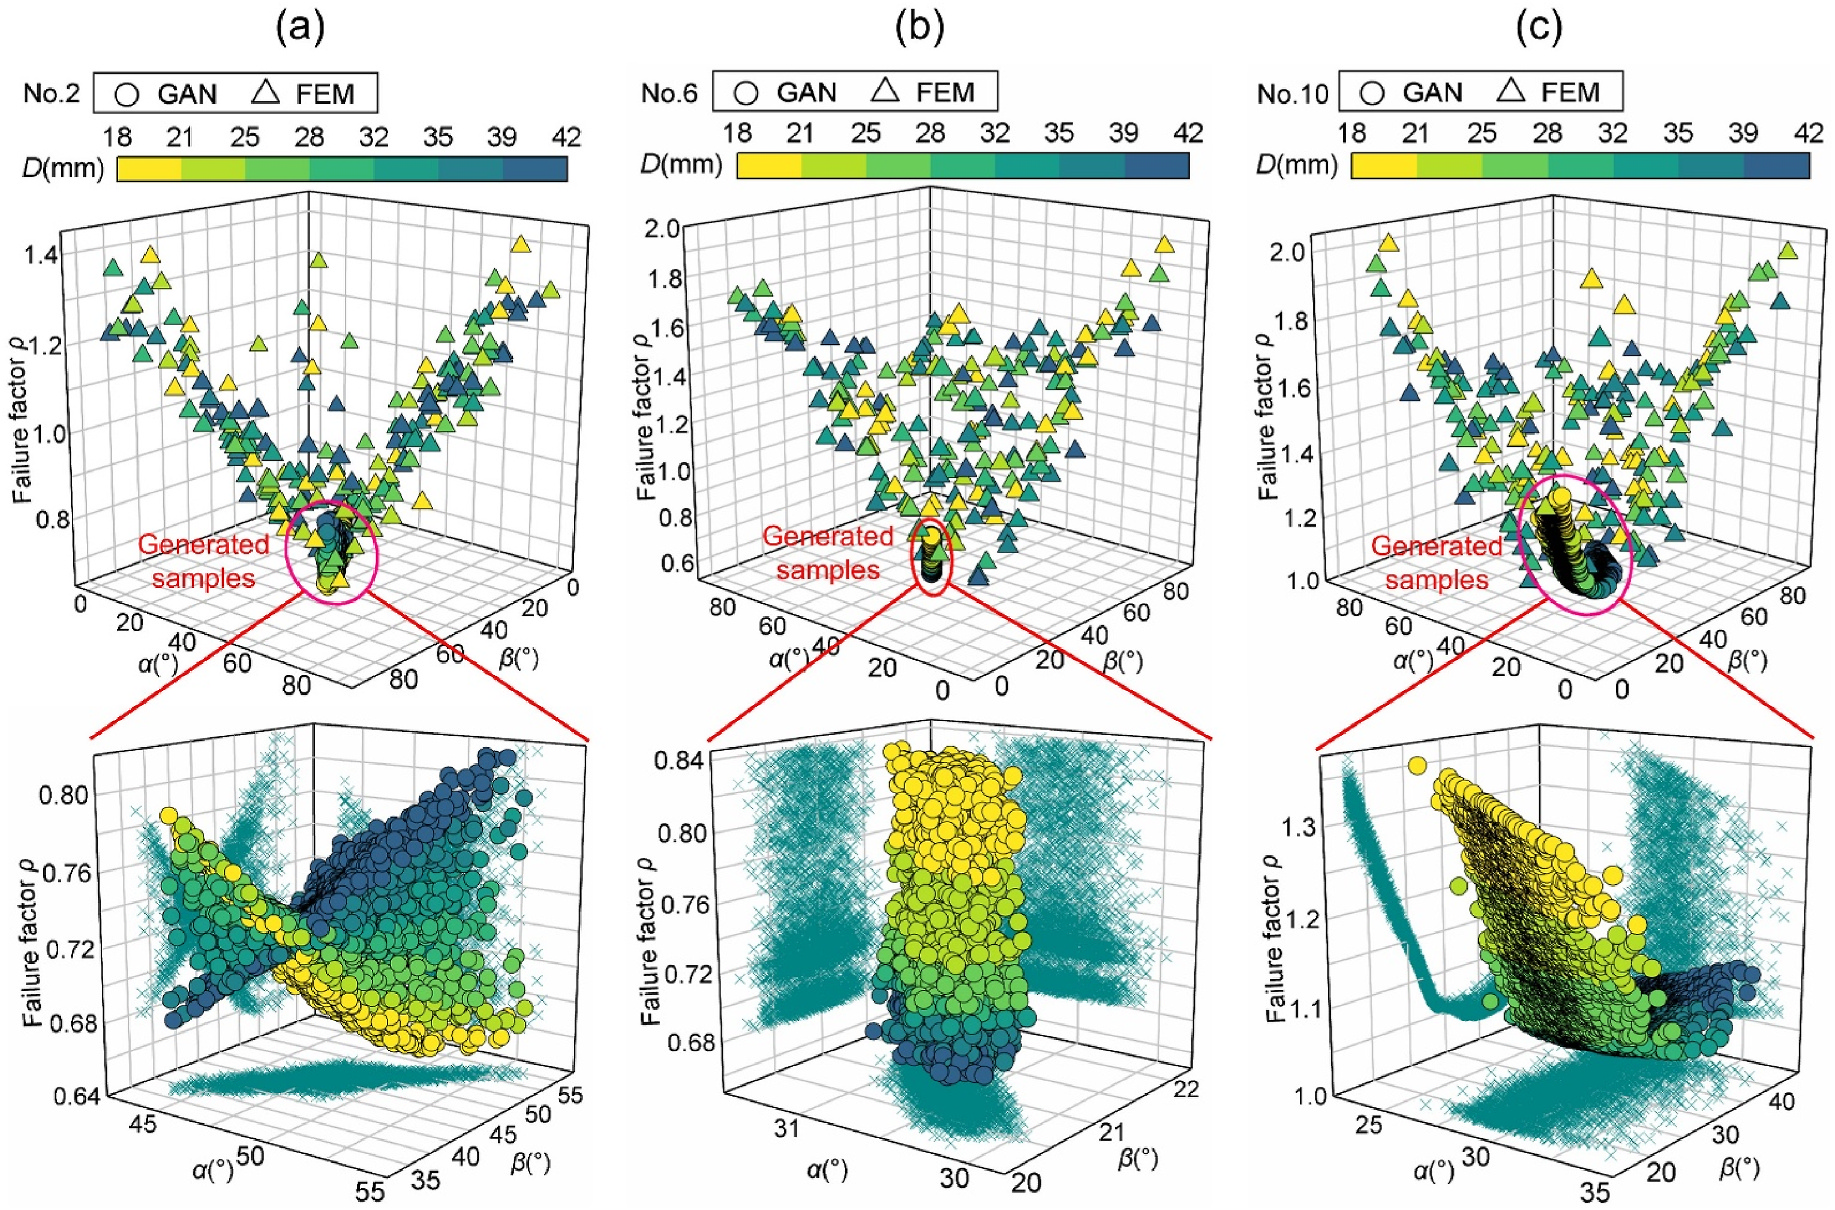 (a)
No.2 GAN FEM
18 21 25 28 32 35 39 42
D(mm)
Failure factor ρ
1.4
1.2
1.0
0.8
Generated
samples
0 20 40 60 80
α(°)
80 60 40 20 0
β(°)
Failure factor ρ
0.80
0.76
0.72
0.68
0.64
45 50 55
α(°)
35 40 45 50 55
β(°)
(b)
No.6 GAN FEM
18 21 25 28 32 35 39 42
D(mm)
Failure factor ρ
2.0
1.8
1.6
1.4
1.2
1.0
0.8
0.6
Generated
samples
80 60 40 20 0
α(°)
0 20 40 60 80
β(°)
Failure factor ρ
0.84
0.80
0.76
0.72
0.68
31 30
α(°)
20 21 22
β(°)
(c)
No.10 GAN FEM
18 21 25 28 32 35 39 42
D(mm)
Failure factor ρ
2.0
1.8
1.6
1.4
1.2
1.0
Generated
samples
80 60 40 20 0
α(°)
0 20 40 60 80
β(°)
Failure factor ρ
1.3
1.2
1.1
1.0
25 30 35
α(°)
20 30 40
β(°)